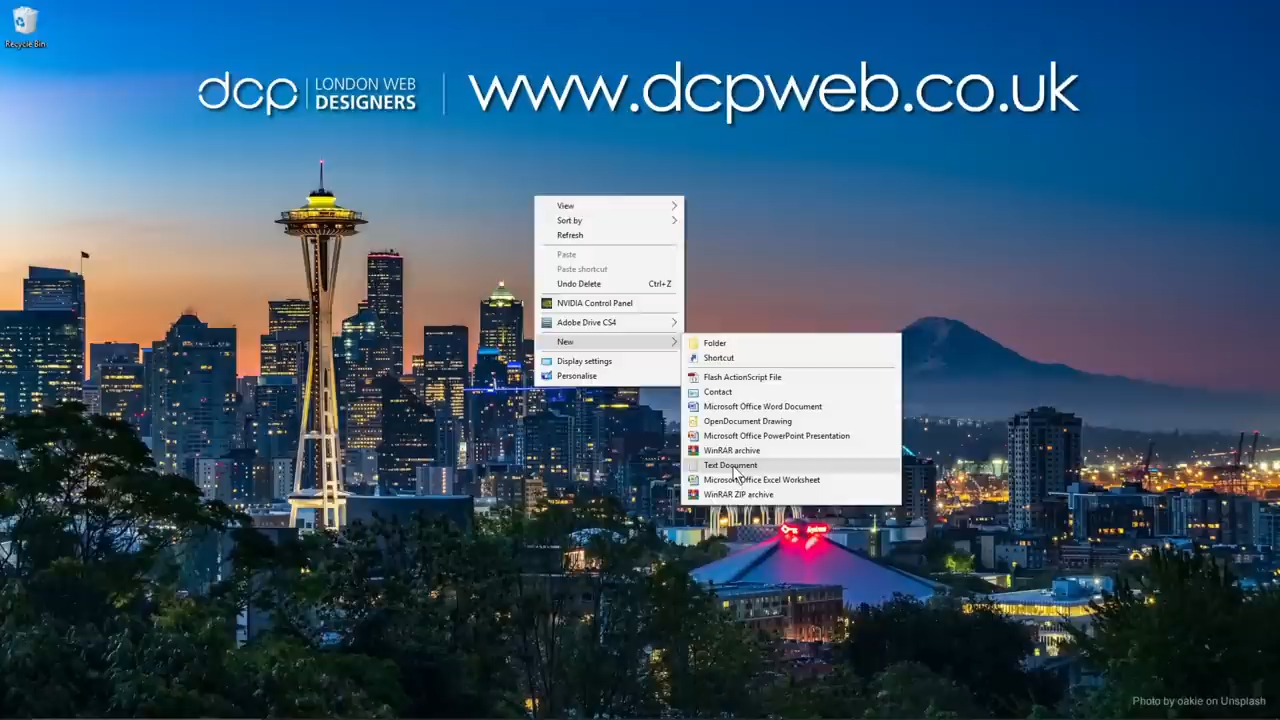 Recycle Bin
dcp
LONDON WEB
DESIGNERS
www.dcpweb.co.uk
View
Sort by
Refresh
Paste
Paste shortcut
Undo Delete Ctrl+Z
NVIDIA Control Panel
Adobe Drive CS4
New
Display settings
Personalise
Folder
Shortcut
Flash ActionScript File
Contact
Microsoft Office Word Document
OpenDocument Drawing
Microsoft Office PowerPoint Presentation
WinRAR archive
Text Document
Microsoft Office Excel Worksheet
WinRAR ZIP archive
Photo by oakie on Unsplash